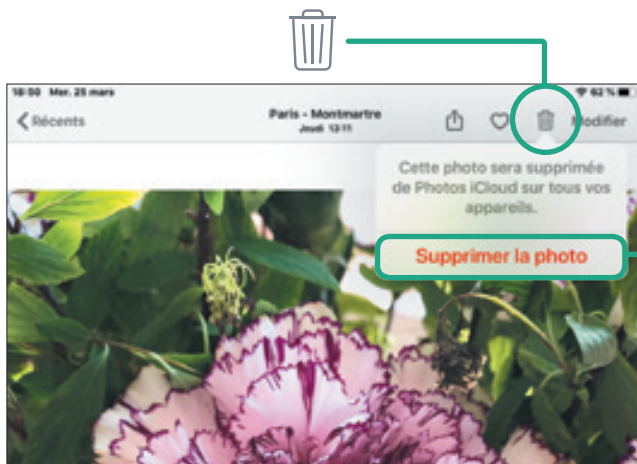 18:50 Mer. 25 mars
62 %
Récents
Paris - Montmartre
Jeudi 13:11
Modifier
Cette photo sera supprimée
de Photos iCloud sur tous vos
appareils.
Supprimer la photo